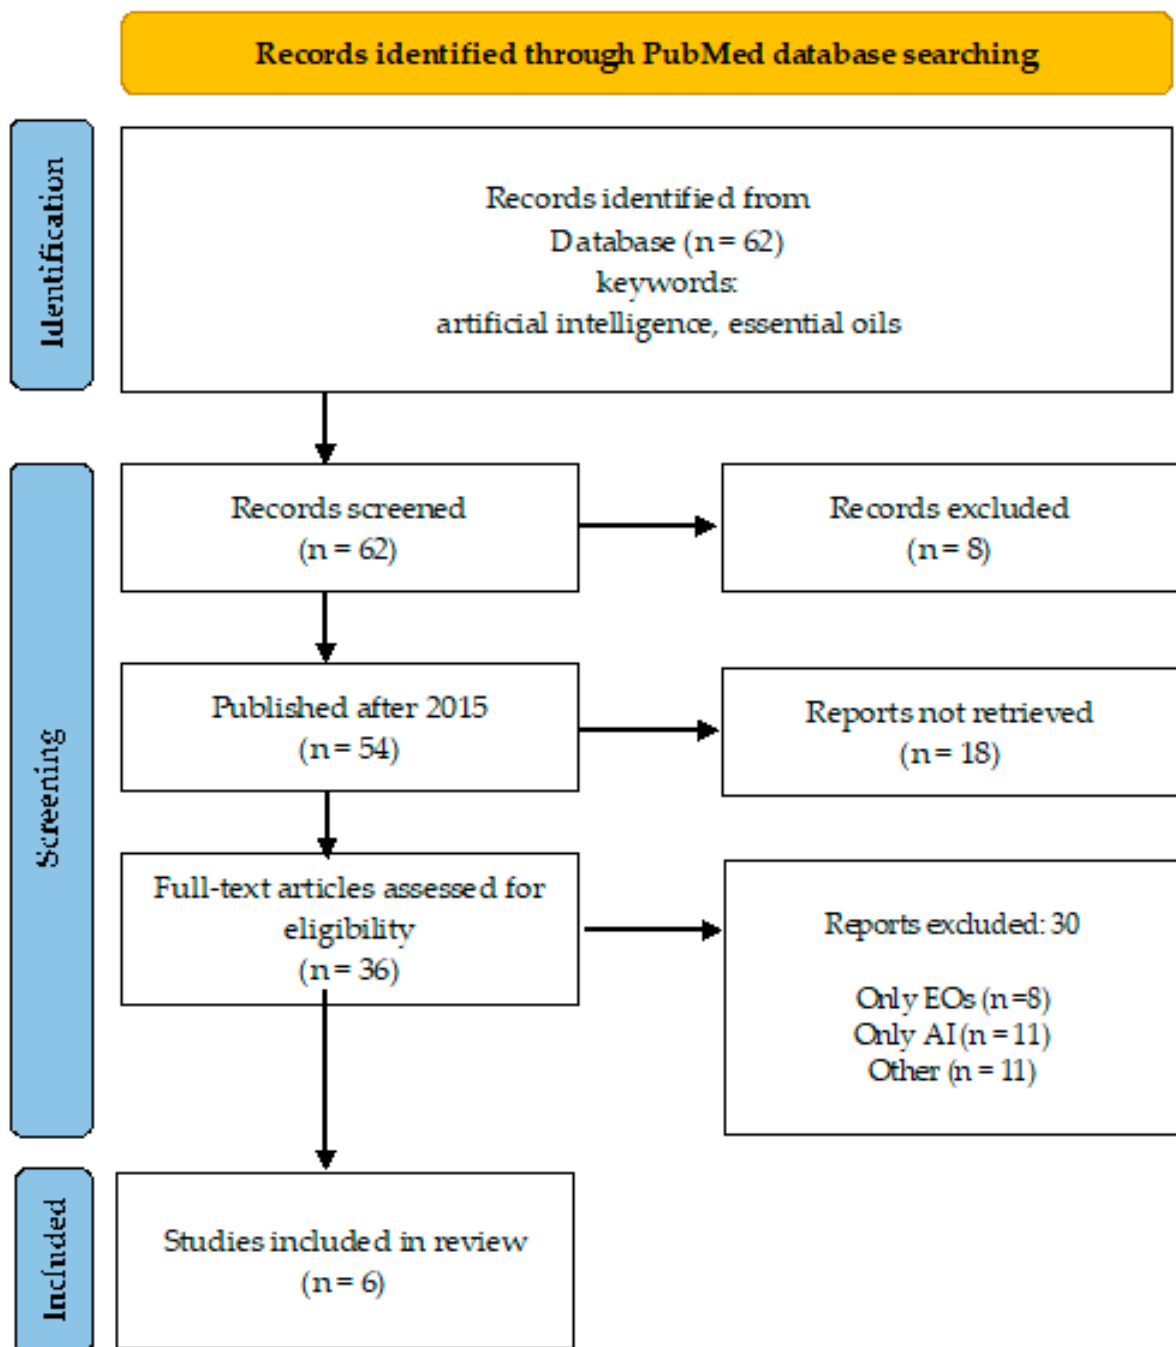 Records identified through PubMed database searching
Identification
Records identified from
Database (n = 62)
keywords:
artificial intelligence, essential oils
Screening
Records screened
(n = 62)
Records excluded
(n = 8)
Published after 2015
(n = 54)
Reports not retrieved
(n = 18)
Full-text articles assessed for
eligibility
(n = 36)
Reports excluded: 30
Only EOs (n =8)
Only AI (n = 11)
Other (n = 11)
Included
Studies included in review
(n = 6)